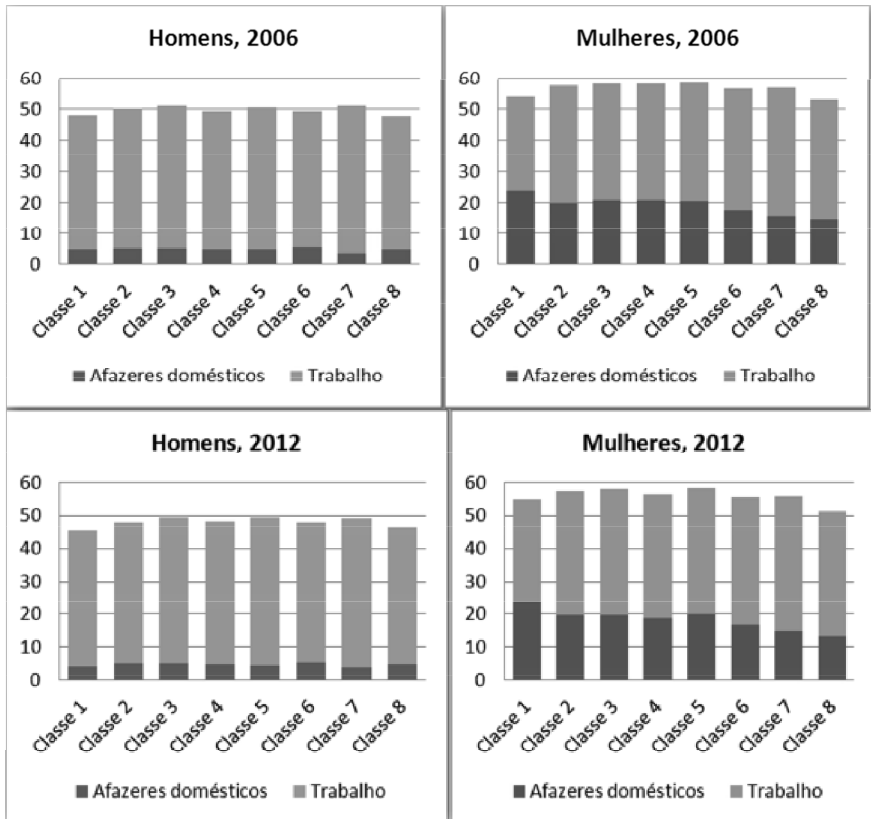 Homens, 2006
60
50
40
30
20
10
0
Classe 1
Classe 2
Classe 3
Classe 4
Classe 5
Classe 6
Classe 7
Classe 8
Afazeres domésticos Trabalho
Mulheres, 2006
60
50
40
30
20
10
0
Classe 1
Classe 2
Classe 3
Classe 4
Classe 5
Classe 6
Classe 7
Classe 8
Afazeres domésticos Trabalho
Homens, 2012
60
50
40
30
20
10
0
Classe 1
Classe 2
Classe 3
Classe 4
Classe 5
Classe 6
Classe 7
Classe 8
Afazeres domésticos Trabalho
Mulheres, 2012
60
50
40
30
20
10
0
Classe 1
Classe 2
Classe 3
Classe 4
Classe 5
Classe 6
Classe 7
Classe 8
Afazeres domésticos Trabalho